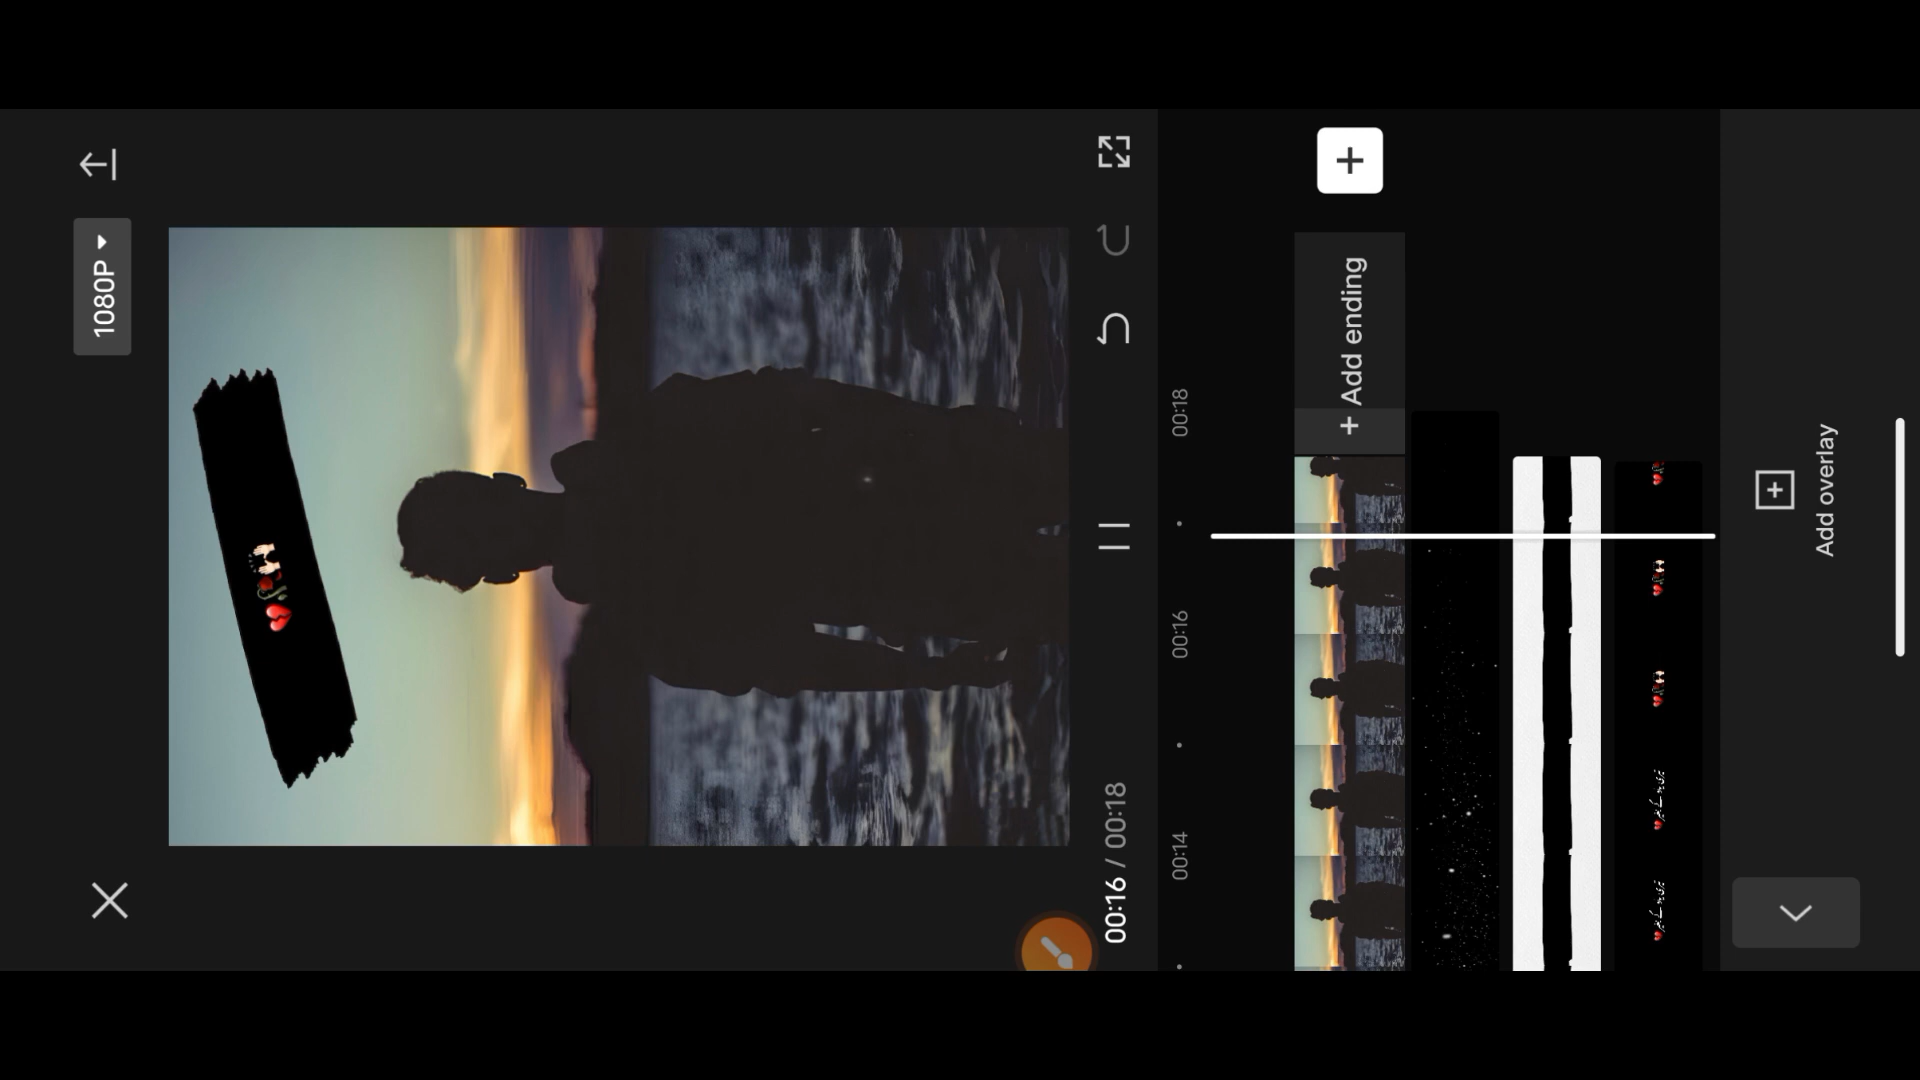 1080P
00:16 / 00:18
00:14
00:16
00:18
+ Add ending
Add overlay